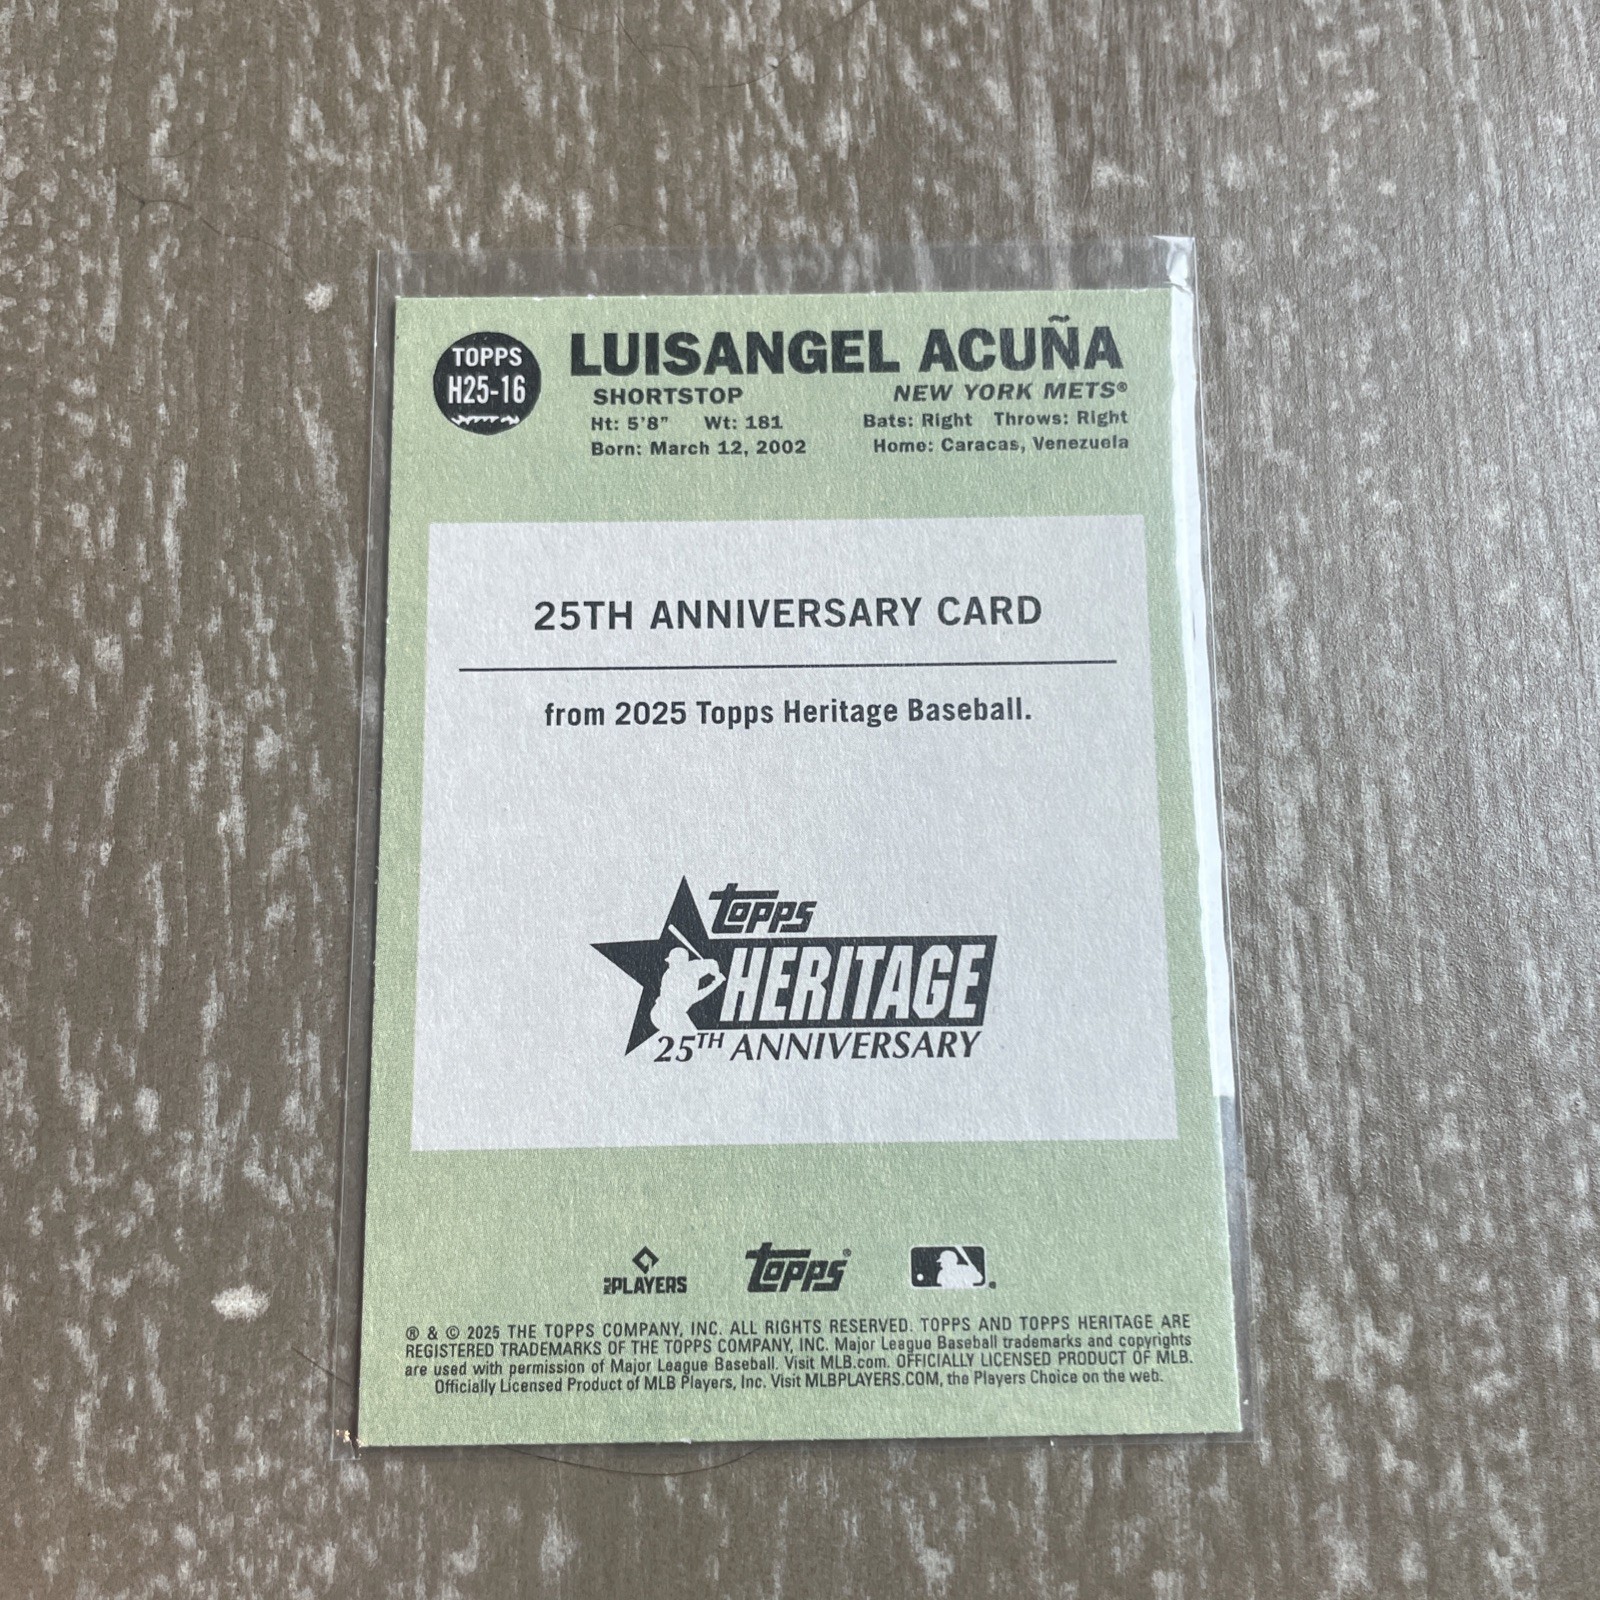 TOPPS
H25-16
LUISANGEL ACUÑA
SHORTSTOP
NEW YORK METS®
Ht: 5'8" Wt: 181
Bats: Right Throws: Right
Born: March 12, 2002
Home: Caracas, Venezuela
25TH ANNIVERSARY CARD
from 2025 Topps Heritage Baseball.
topps
HERITAGE
25TH ANNIVERSARY
MLB PLAYERS
topps®
® & © 2025 THE TOPPS COMPANY, INC. ALL RIGHTS RESERVED. TOPPS AND TOPPS HERITAGE ARE
REGISTERED TRADEMARKS OF THE TOPPS COMPANY, INC. Major League Baseball trademarks and copyrights
are used with permission of Major League Baseball. Visit MLB.com. OFFICIALLY LICENSED PRODUCT OF MLB.
Officially Licensed Product of MLB Players, Inc. Visit MLBPLAYERS.COM, the Players Choice on the web.